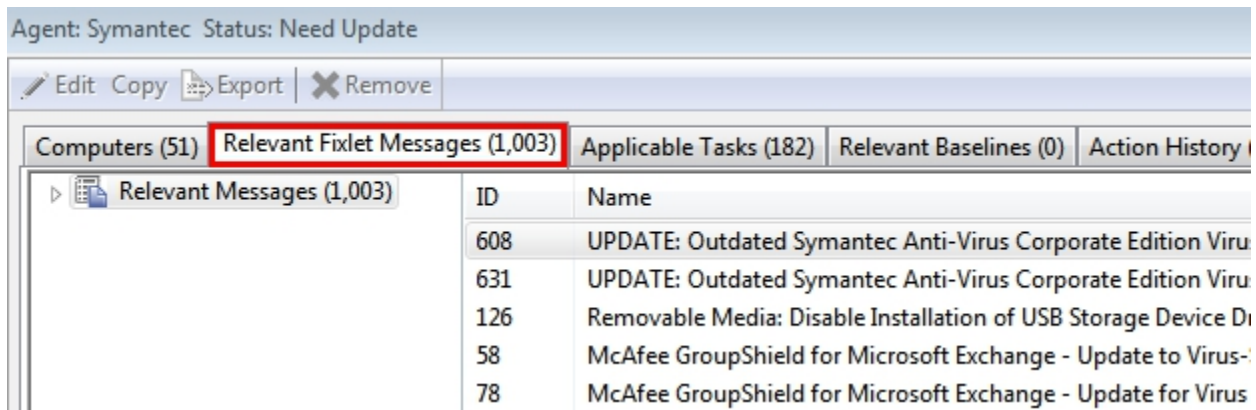 Agent: Symantec Status: Need Update
Edit Copy Export Remove
Computers (51) Relevant Fixlet Messages (1,003) Applicable Tasks (182) Relevant Baselines (0) Action History
Relevant Messages (1,003) ID Name
608 UPDATE: Outdated Symantec Anti-Virus Corporate Edition
631 UPDATE: Outdated Symantec Anti-Virus Corporate Edition
126 Removable Media: Disable Installation of USB Storage Device
58 McAfee GroupShield for Microsoft Exchange - Update to Virus-
78 McAfee GroupShield for Microsoft Exchange - Update for Virus